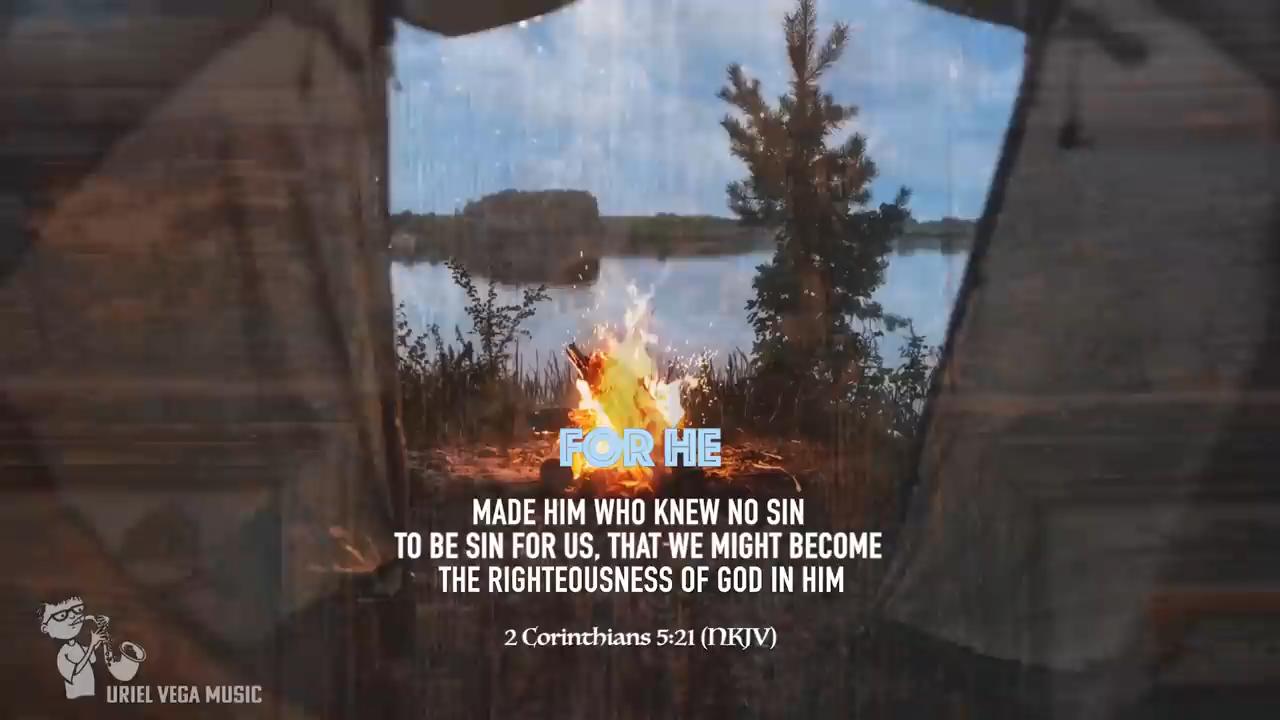 FOR HE
MADE HIM WHO KNEW NO SIN
TO BE SIN FOR US, THAT WE MIGHT BECOME
THE RIGHTEOUSNESS OF GOD IN HIM
2 Corinthians 5:21 (NKJV)
URIEL VEGA MUSIC